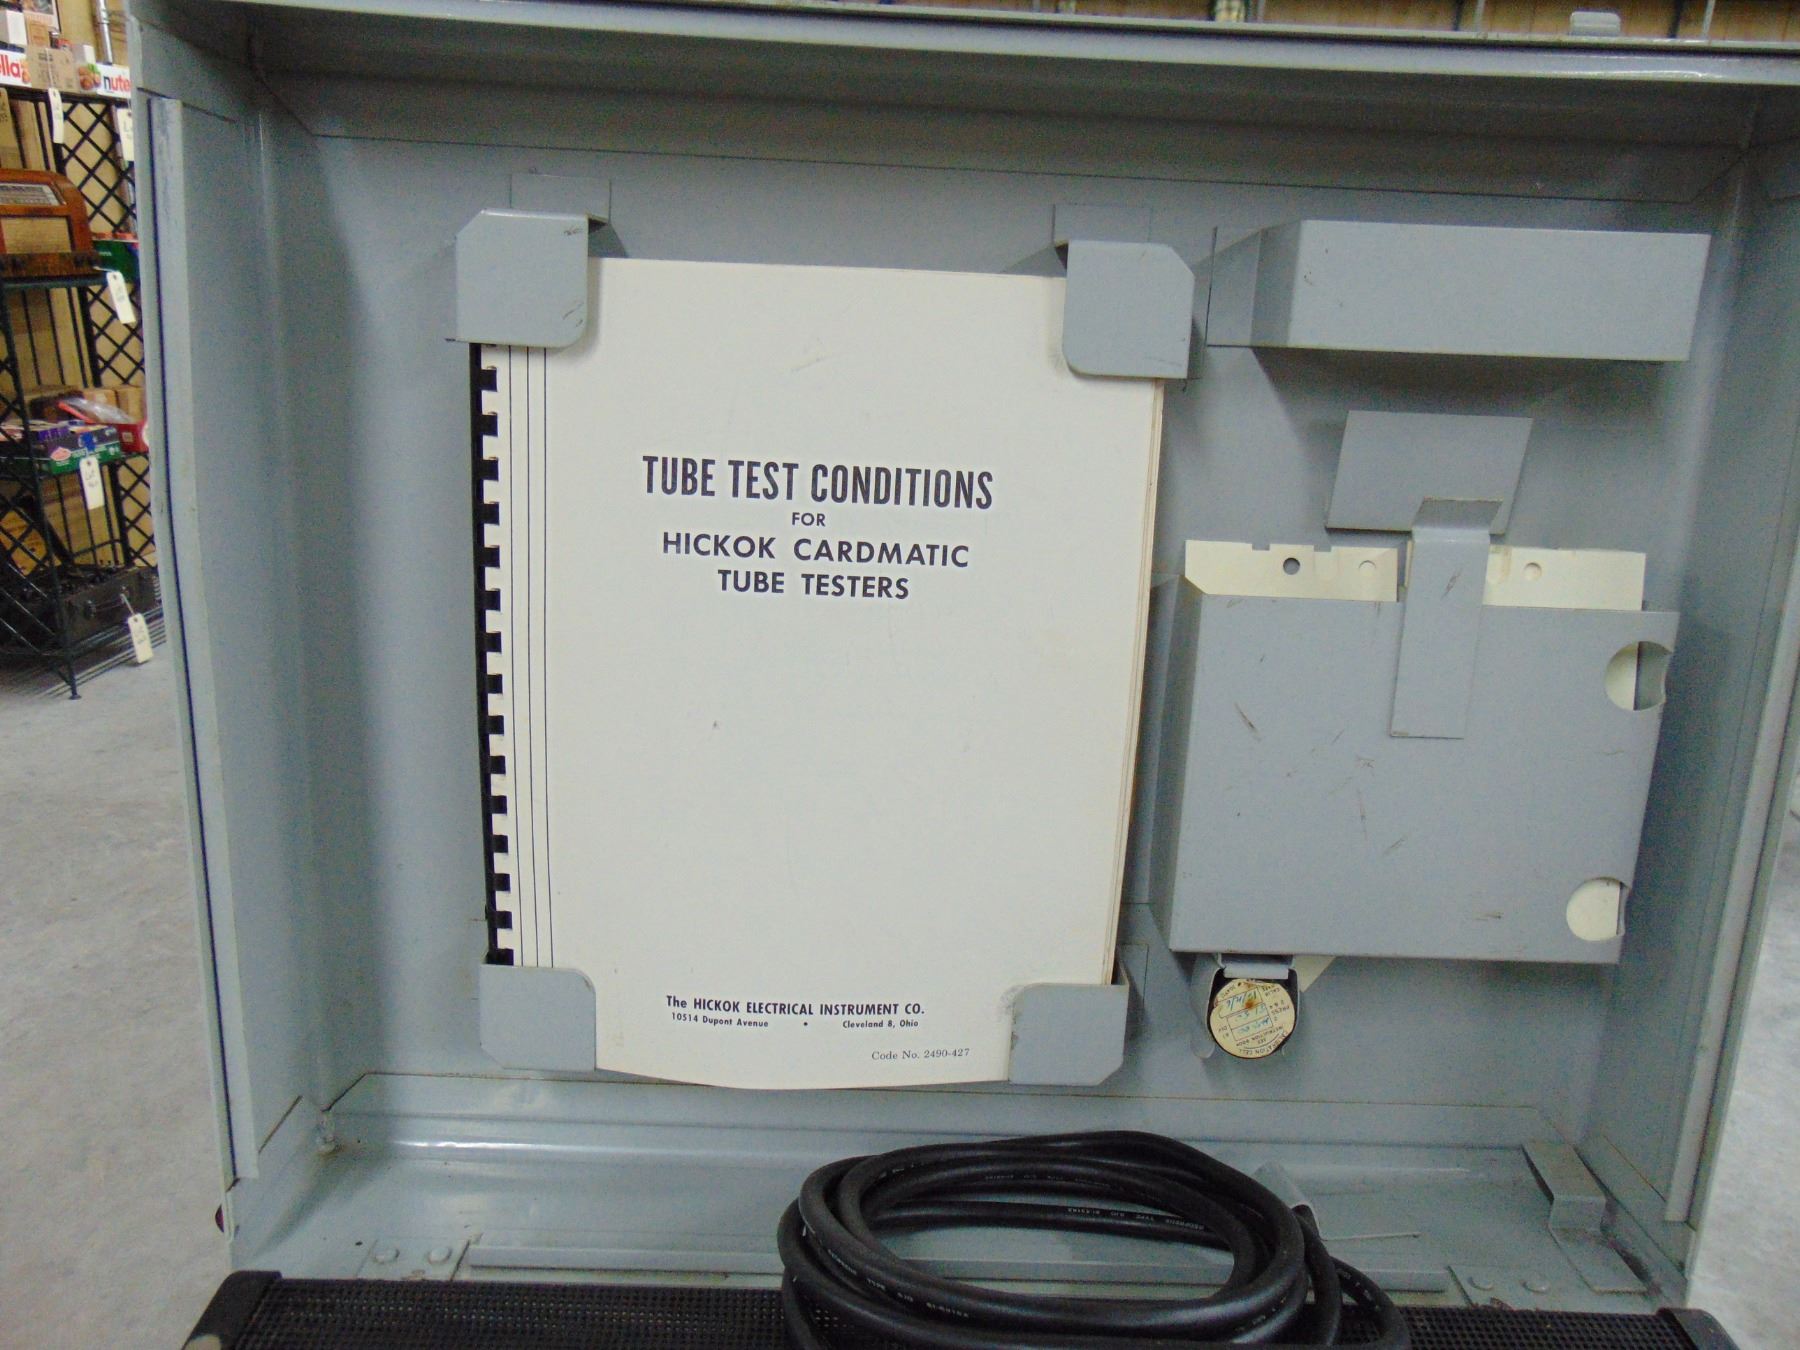 TUBE TEST CONDITIONS
FOR
HICKOK CARDMATIC
TUBE TESTERS
The HICKOK ELECTRICAL INSTRUMENT CO.
10514 Dupont Avenue • Cleveland 8, Ohio
Code No. 2490-427